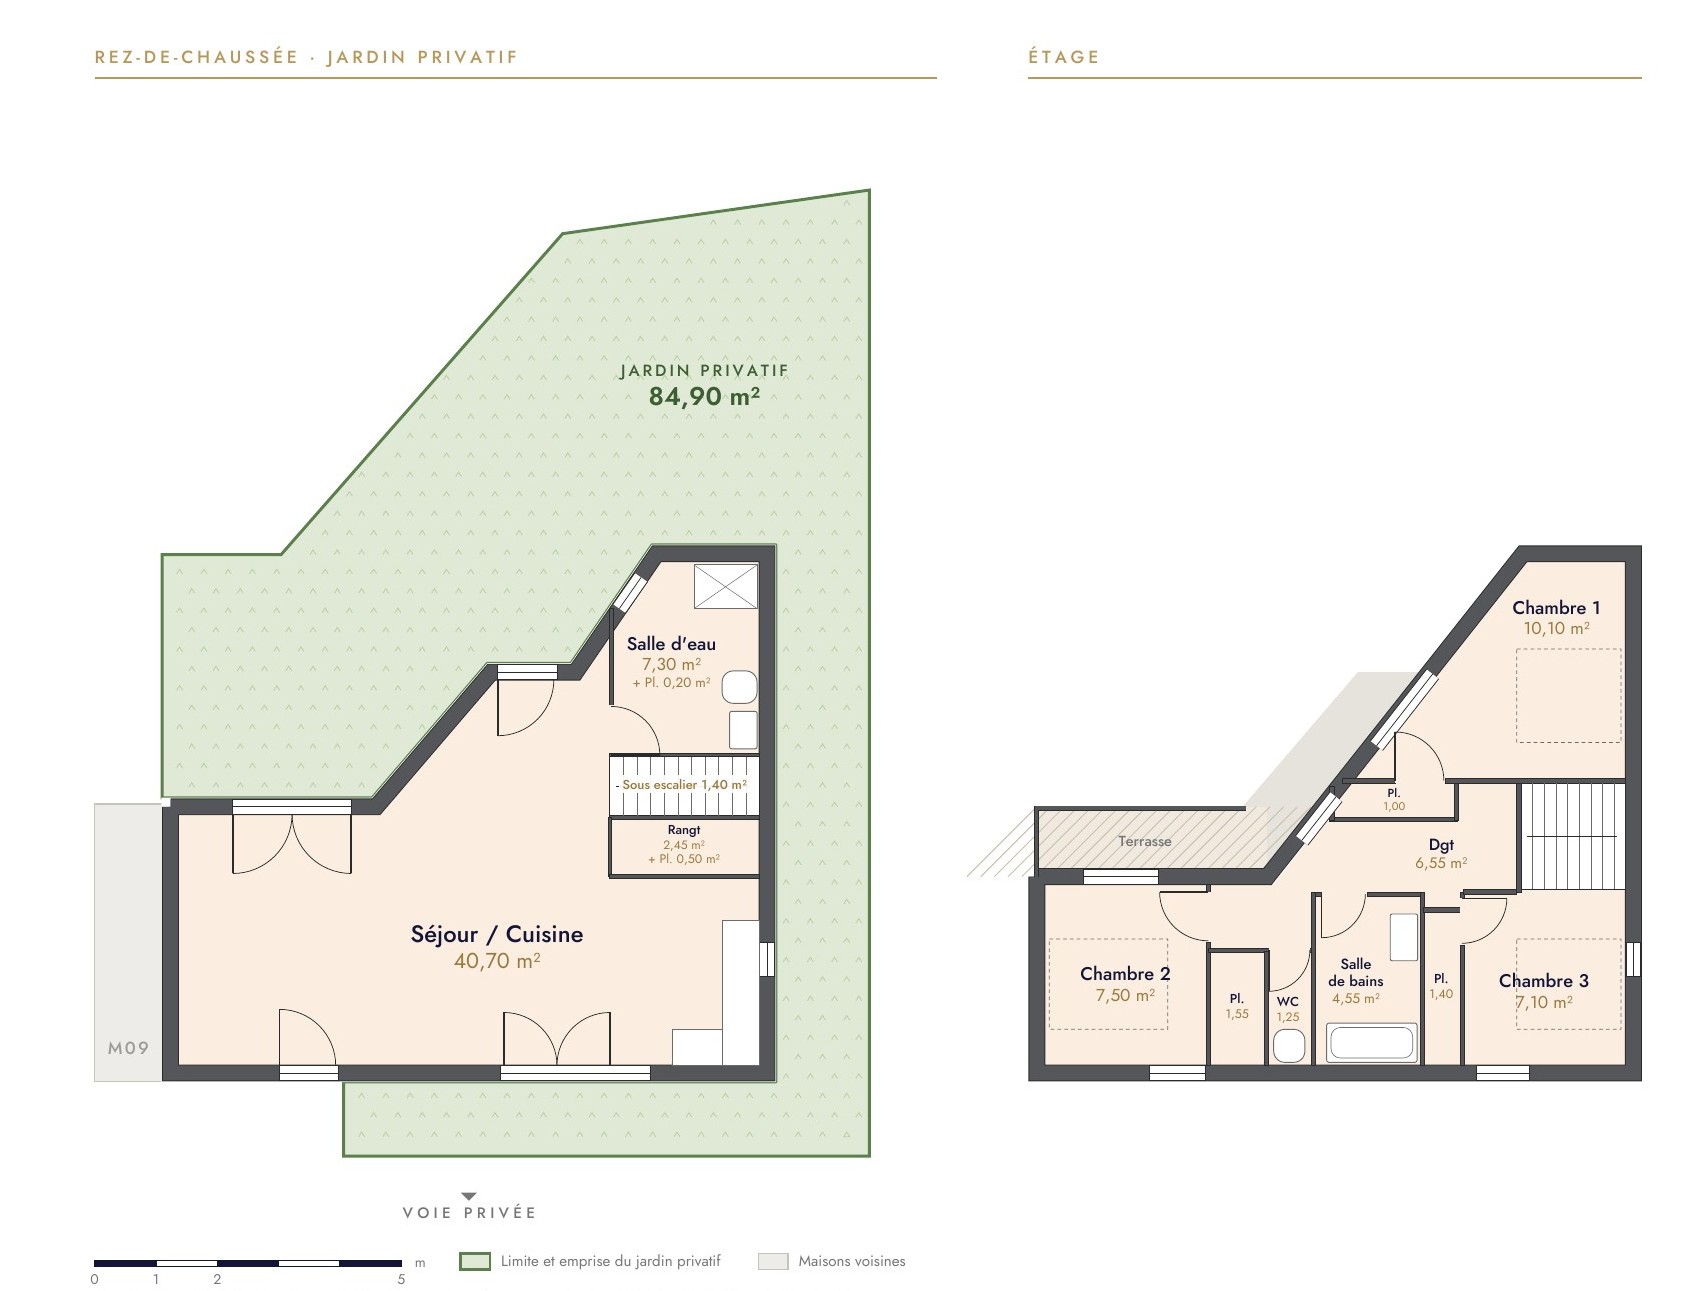 REZ-DE-CHAUSSÉE · JARDIN PRIVATIF
JARDIN PRIVATIF
84,90 m²
Salle d'eau
7,30 m²
+ Pl. 0,20 m²
- Sous escalier 1,40 m²
Rangt
2,45 m²
+ Pl. 0,50 m²
Séjour / Cuisine
40,70 m²
M09
VOIE PRIVÉE
0 1 2 5 m
Limite et emprise du jardin privatif
Maisons voisines
ÉTAGE
Chambre 1
10,10 m²
Pl.
1,00
Terrasse
Dgt
6,55 m²
Chambre 2
7,50 m²
Pl.
1,55
WC
1,25
Salle
de bains
4,55 m²
Pl.
1,40
Chambre 3
7,10 m²